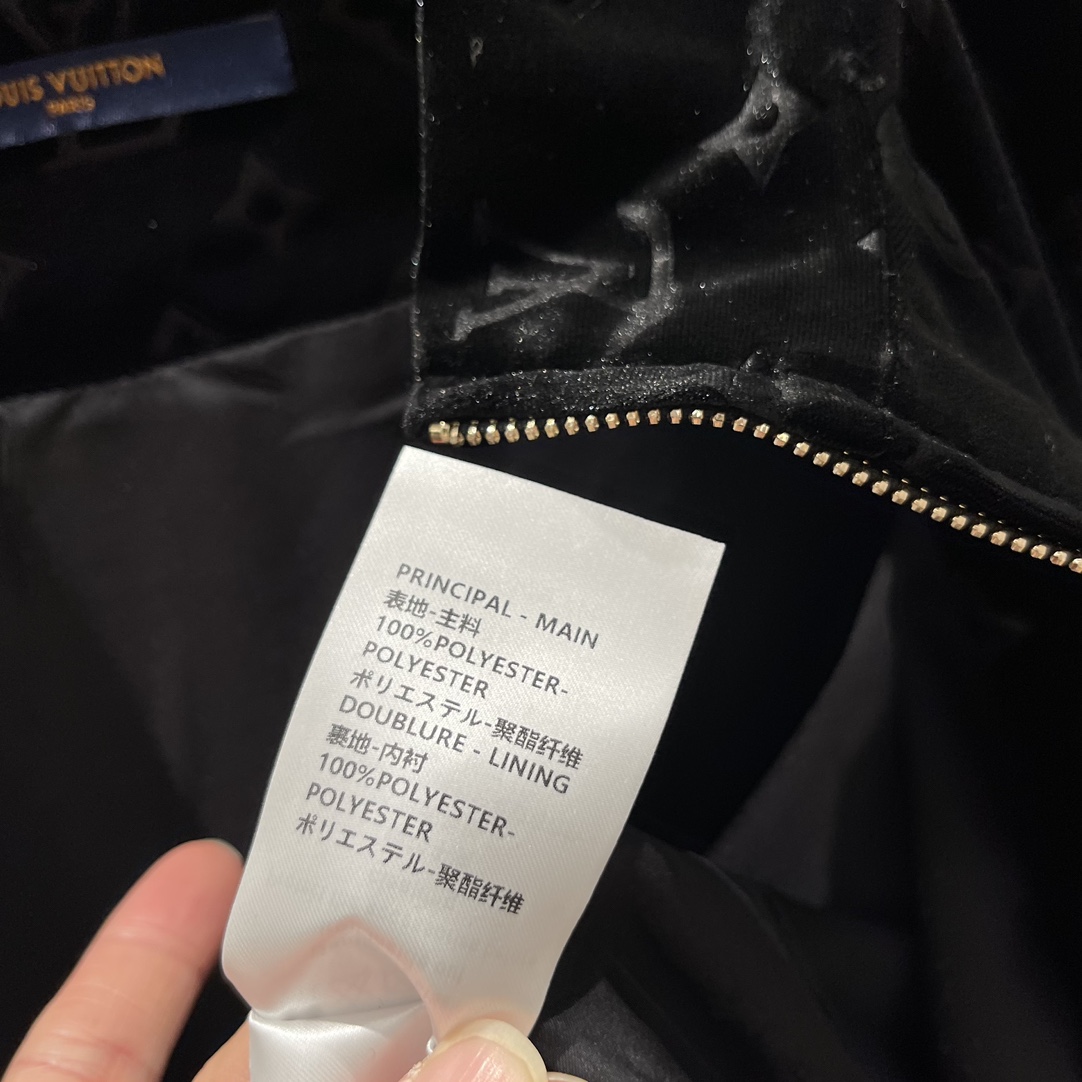 OUIS VUITTON
PARIS
PRINCIPAL - MAIN
表地-主料
100%POLYESTER-
POLYESTER
ポリエステル-聚酯纤维
DOUBLURE - LINING
裏地-内衬
100%POLYESTER-
POLYESTER
ポリエステル-聚酯纤维